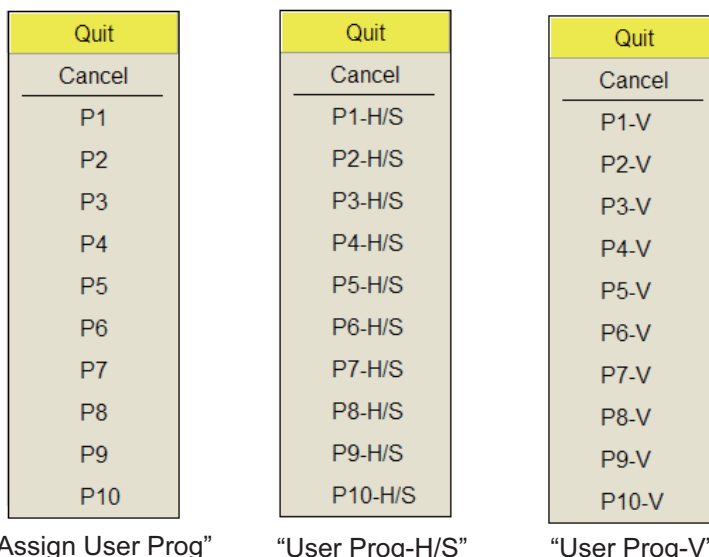 Quit
Cancel
P1
P2
P3
P4
P5
P6
P7
P8
P9
P10
Assign User Prog”
Quit
Cancel
P1-H/S
P2-H/S
P3-H/S
P4-H/S
P5-H/S
P6-H/S
P7-H/S
P8-H/S
P9-H/S
P10-H/S
“User Prog-H/S”
Quit
Cancel
P1-V
P2-V
P3-V
P4-V
P5-V
P6-V
P7-V
P8-V
P9-V
P10-V
“User Prog-V”